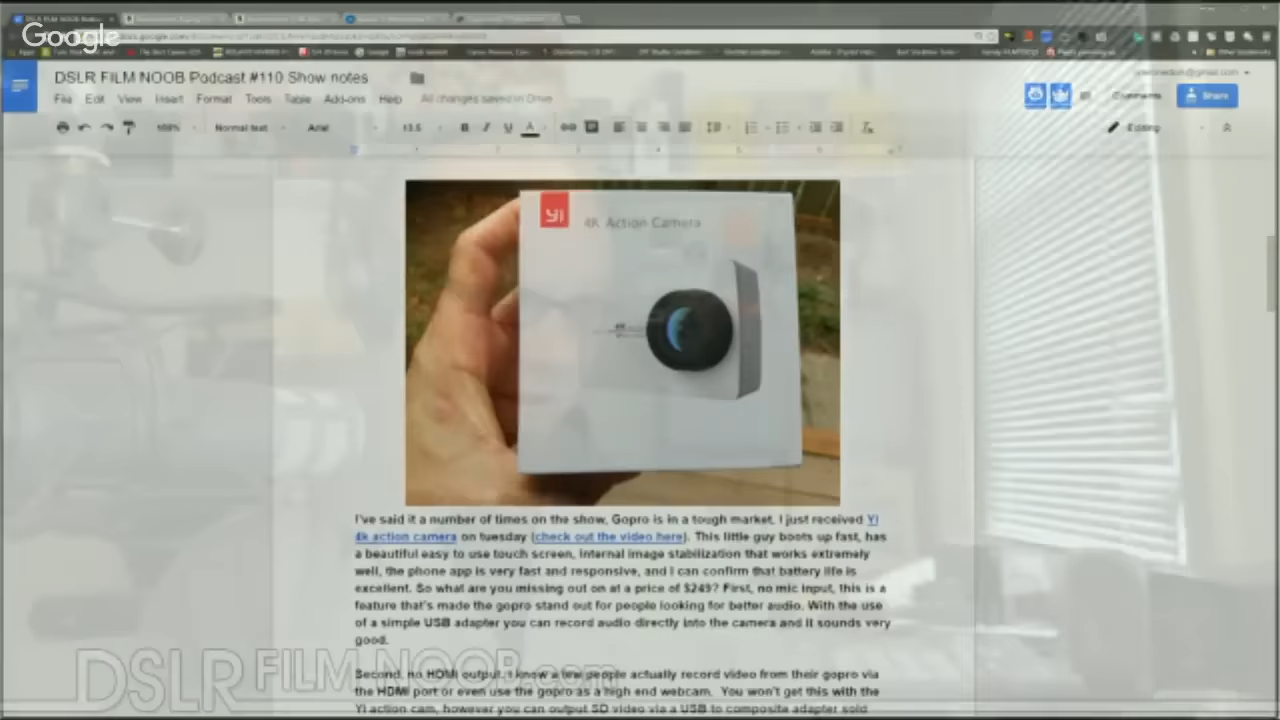 Google
DSLR FILM NOOB Podcast #110 Show notes
File Edit View Insert Format Tools Table Add-ons Help All changes saved in Drive
Comments Share
100% Normal text Arial 13.5 B I U A Editing
Yi 4K Action Camera
I've said it a number of times on the show, Gopro is in a tough market. I just received Yi
4k action camera on tuesday (check out the video here). This little guy boots up fast, has
a beautiful easy to use touch screen, internal image stabilization that works extremely
well, the phone app is very fast and responsive, and I can confirm that battery life is
excellent. So what are you missing out on at a price of $249? First, no mic input, this is a
feature that's made the gopro stand out for people looking for better audio. With the use
of a simple USB adapter you can record audio directly into the camera and it sounds very
good.
Second, no HDMI output. I know a few people actually record video from their gopro via
the HDMI port or even use the gopro as a high end webcam. You won't get this with the
Yi action cam, however you can output SD video via a USB to composite adapter sold
DSLR FILM NOOB.com